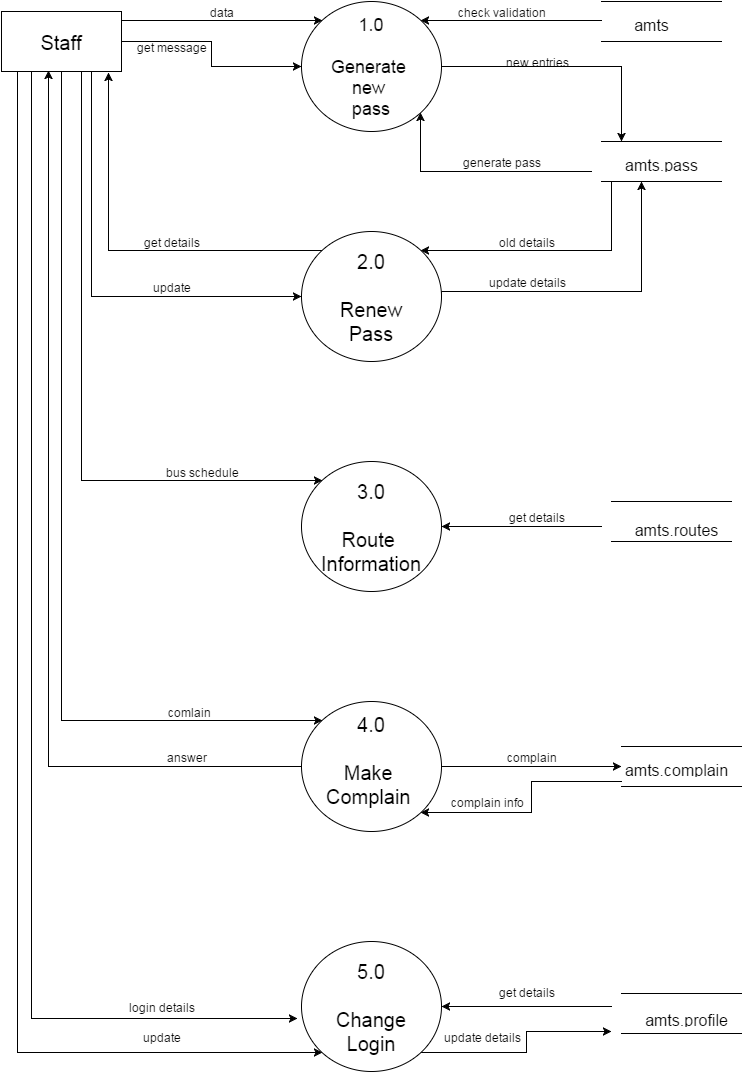 data
check validation
1.0
Staff
amts
get message
Generate
new
pass
new entries
generate pass
amts.pass
get details
old details
2.0
update
update details
Renew
Pass
bus schedule
3.0
get details
amts.routes
Route
Information
comlain
4.0
answer
complain
Make
amts.complain
Complain
complain info
5.0
get details
login details
Change
amts.profile
update
Login
update details